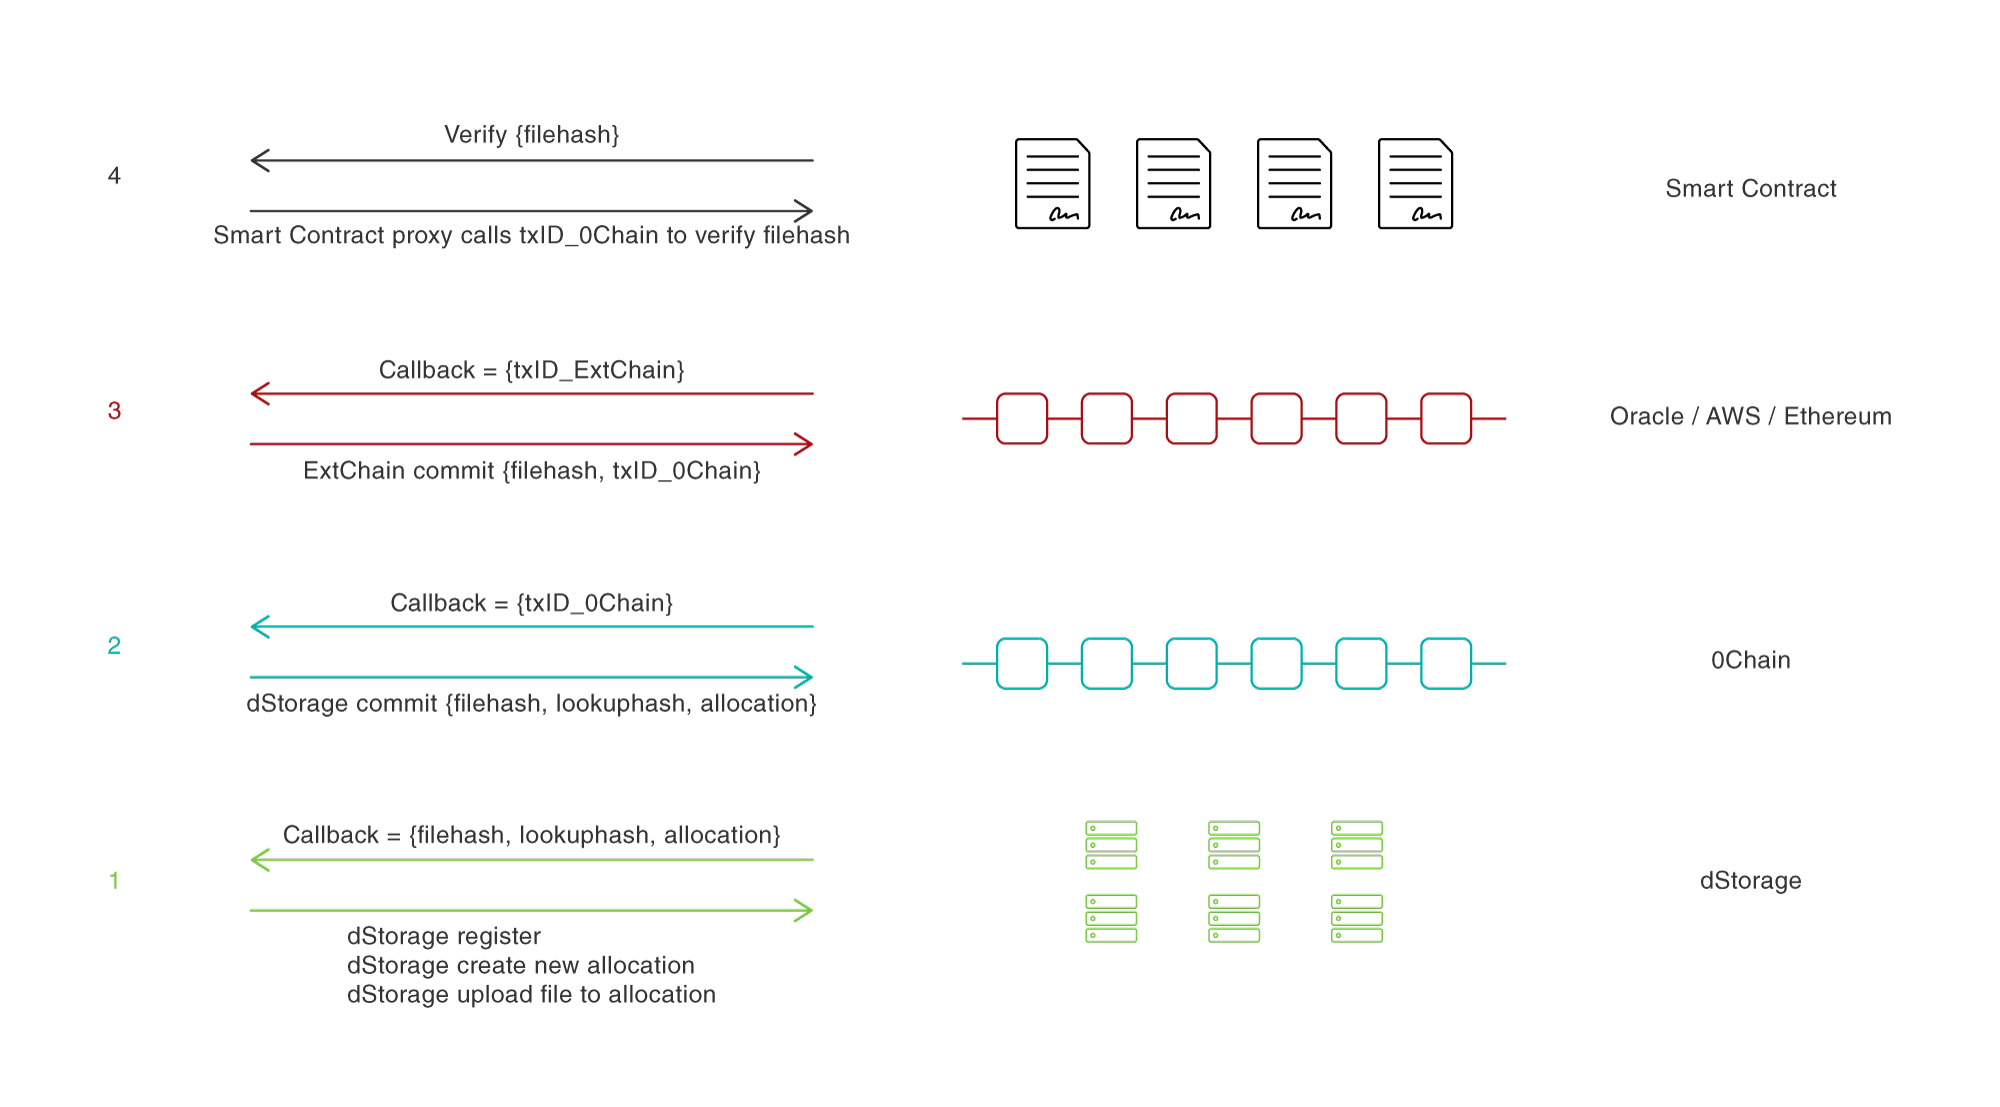 Verify {filehash}
4
Smart Contract
Smart Contract proxy calls txID_0Chain to verify filehash
Callback = {txID_ExtChain}
3
Oracle / AWS / Ethereum
ExtChain commit {filehash, txID_0Chain}
Callback = {txID_0Chain}
2
0Chain
dStorage commit {filehash, lookuphash, allocation}
Callback = {filehash, lookuphash, allocation}
1
dStorage
dStorage register
dStorage create new allocation
dStorage upload file to allocation